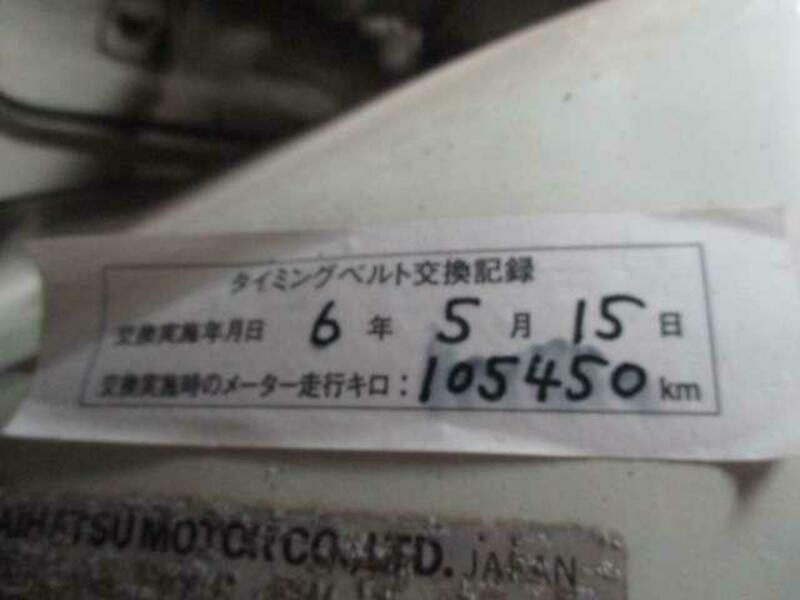 タイミングベルト交換記録
交換実施年月日 6 年 5 月 15 日
交換実施時のメーター走行キロ：105450 km
DAIHATSU MOTOR CO., LTD. JAPAN